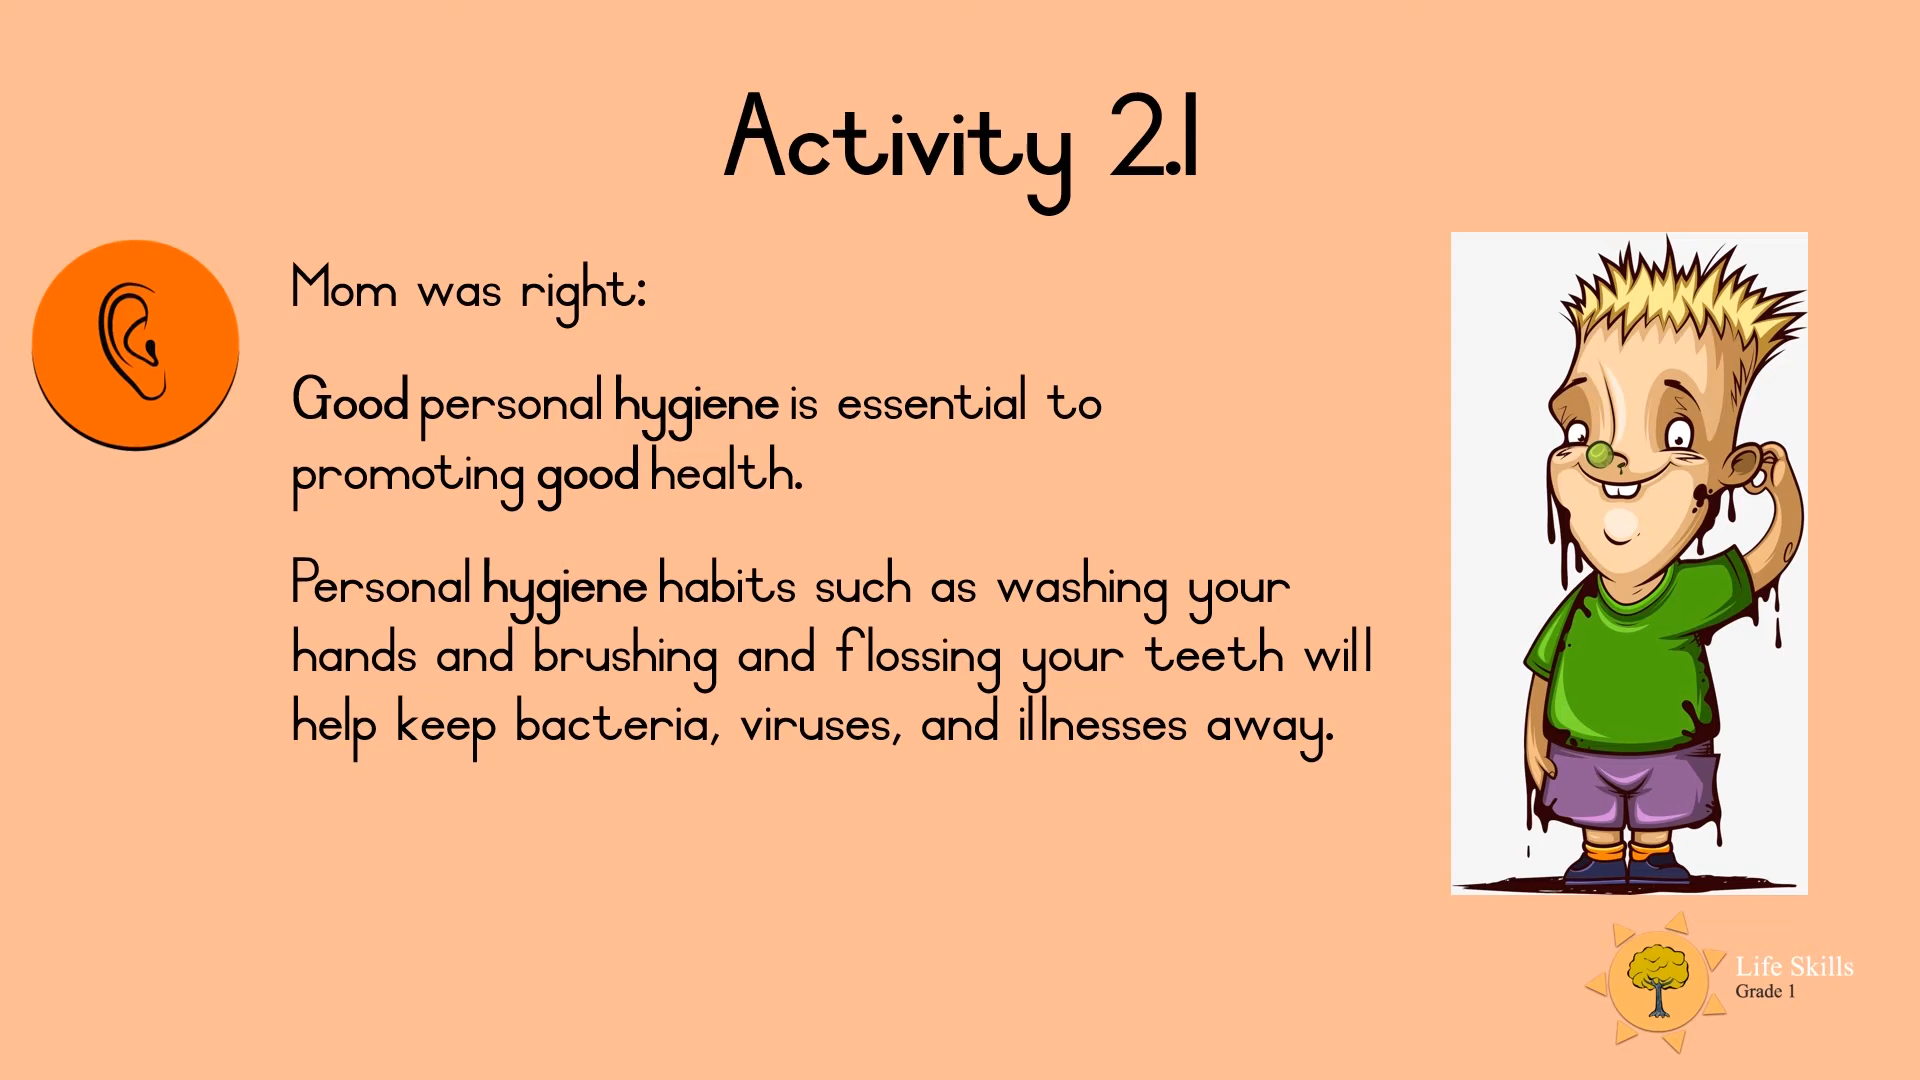 Activity 2.1
Mom was right:
Good personal hygiene is essential to
promoting good health.
Personal hygiene habits such as washing your
hands and brushing and flossing your teeth will
help keep bacteria, viruses, and illnesses away.
Life Skills
Grade 1